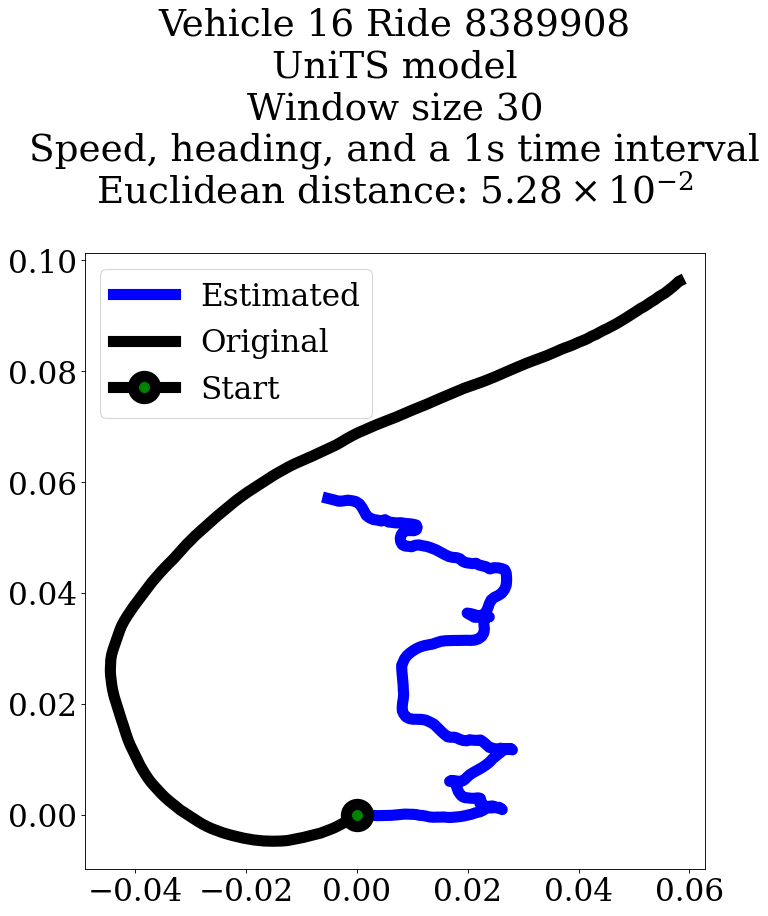 Vehicle 16 Ride 8389908
UniTS model
Window size 30
Speed, heading, and a 1s time interval
Euclidean distance: 5.28 × 10⁻²
0.10
0.08
0.06
0.04
0.02
0.00
Estimated
Original
Start
−0.04 −0.02 0.00 0.02 0.04 0.06